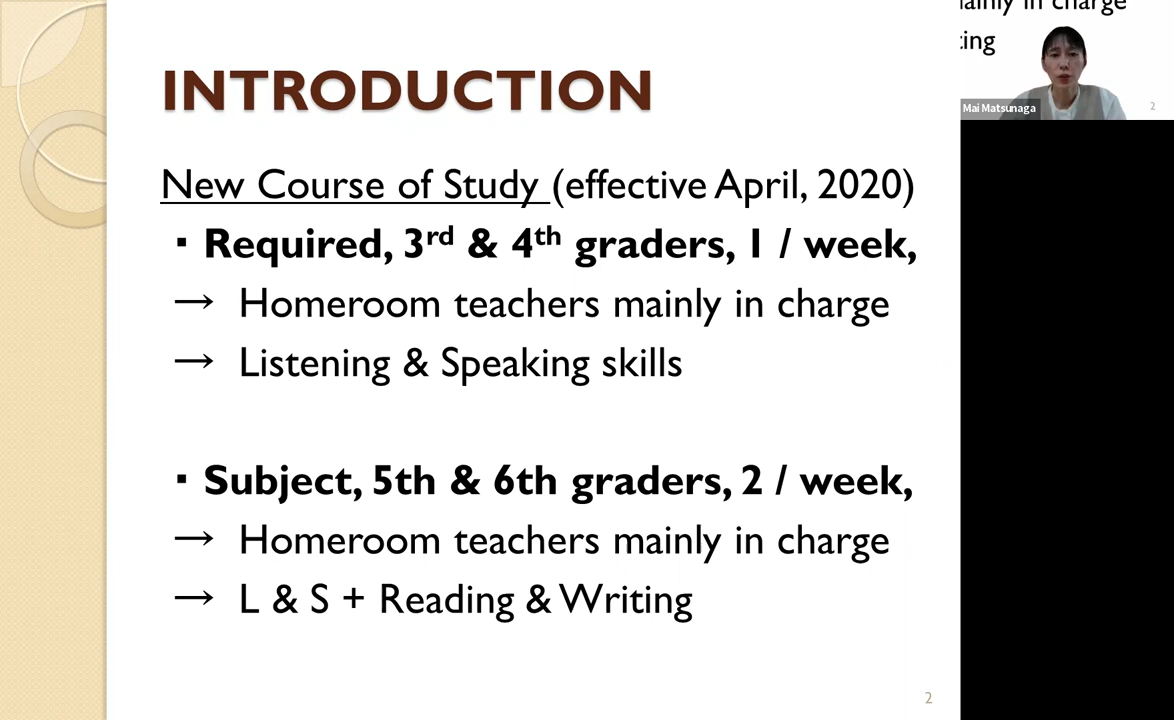 INTRODUCTION
New Course of Study (effective April, 2020)
▪ Required, 3rd & 4th graders, 1 / week,
→ Homeroom teachers mainly in charge
→ Listening & Speaking skills
▪ Subject, 5th & 6th graders, 2 / week,
→ Homeroom teachers mainly in charge
→ L & S + Reading & Writing
2
in charge
Mai Matsunaga
2